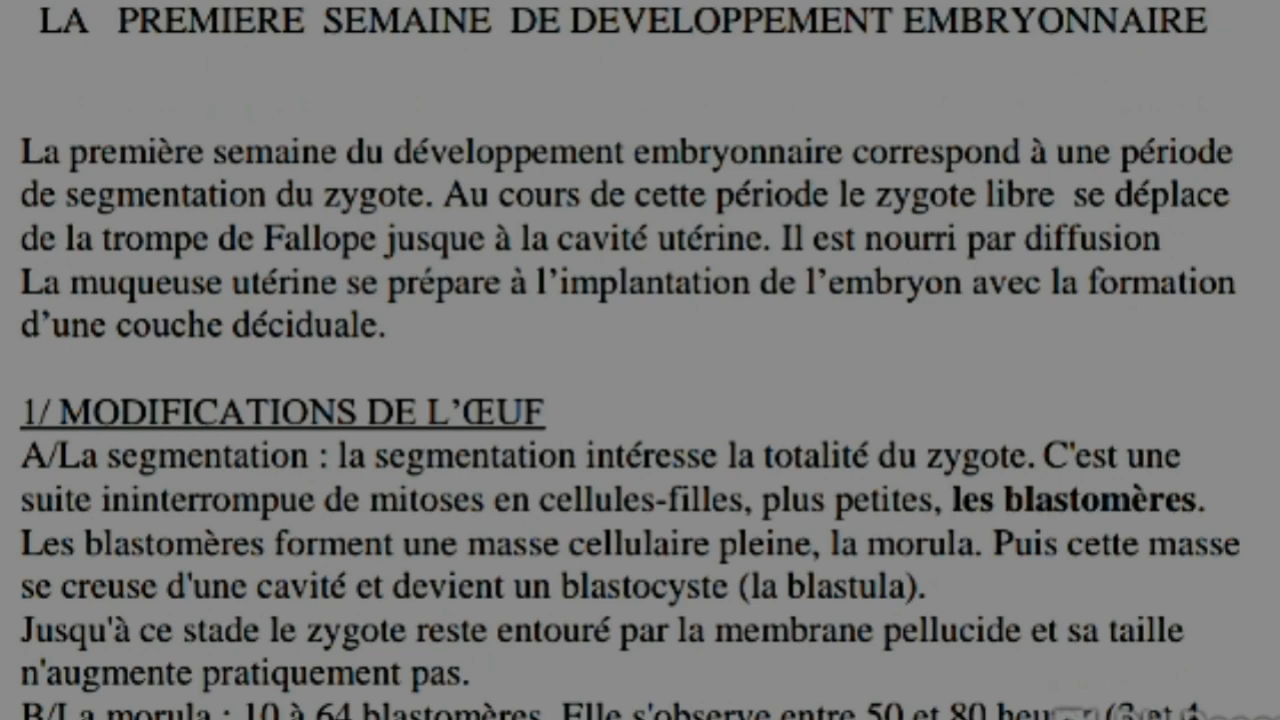 LA PREMIERE SEMAINE DE DEVELOPPEMENT EMBRYONNAIRE
La première semaine du développement embryonnaire correspond à une période
de segmentation du zygote. Au cours de cette période le zygote libre se déplace
de la trompe de Fallope jusque à la cavité utérine. Il est nourri par diffusion
La muqueuse utérine se prépare à l’implantation de l’embryon avec la formation
d’une couche déciduale.
1/ MODIFICATIONS DE L’ŒUF
A/La segmentation : la segmentation intéresse la totalité du zygote. C'est une
suite ininterrompue de mitoses en cellules-filles, plus petites, les blastomères.
Les blastomères forment une masse cellulaire pleine, la morula. Puis cette masse
se creuse d'une cavité et devient un blastocyste (la blastula).
Jusqu'à ce stade le zygote reste entouré par la membrane pellucide et sa taille
n'augmente pratiquement pas.
B/La morula : 10 à 64 blastomères. Elle s'observe entre 50 et 80